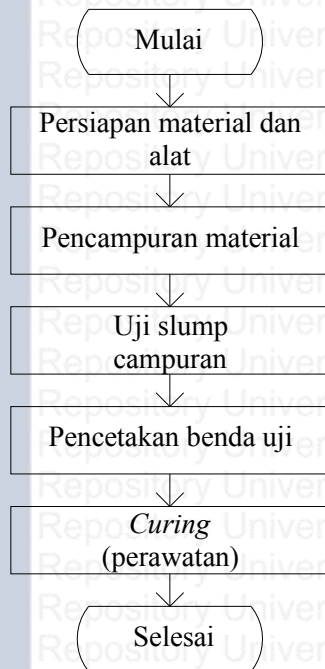 Mulai
Persiapan material dan
alat
Pencampuran material
Uji slump
campuran
Pencetakan benda uji
Curing
(perawatan)
Selesai